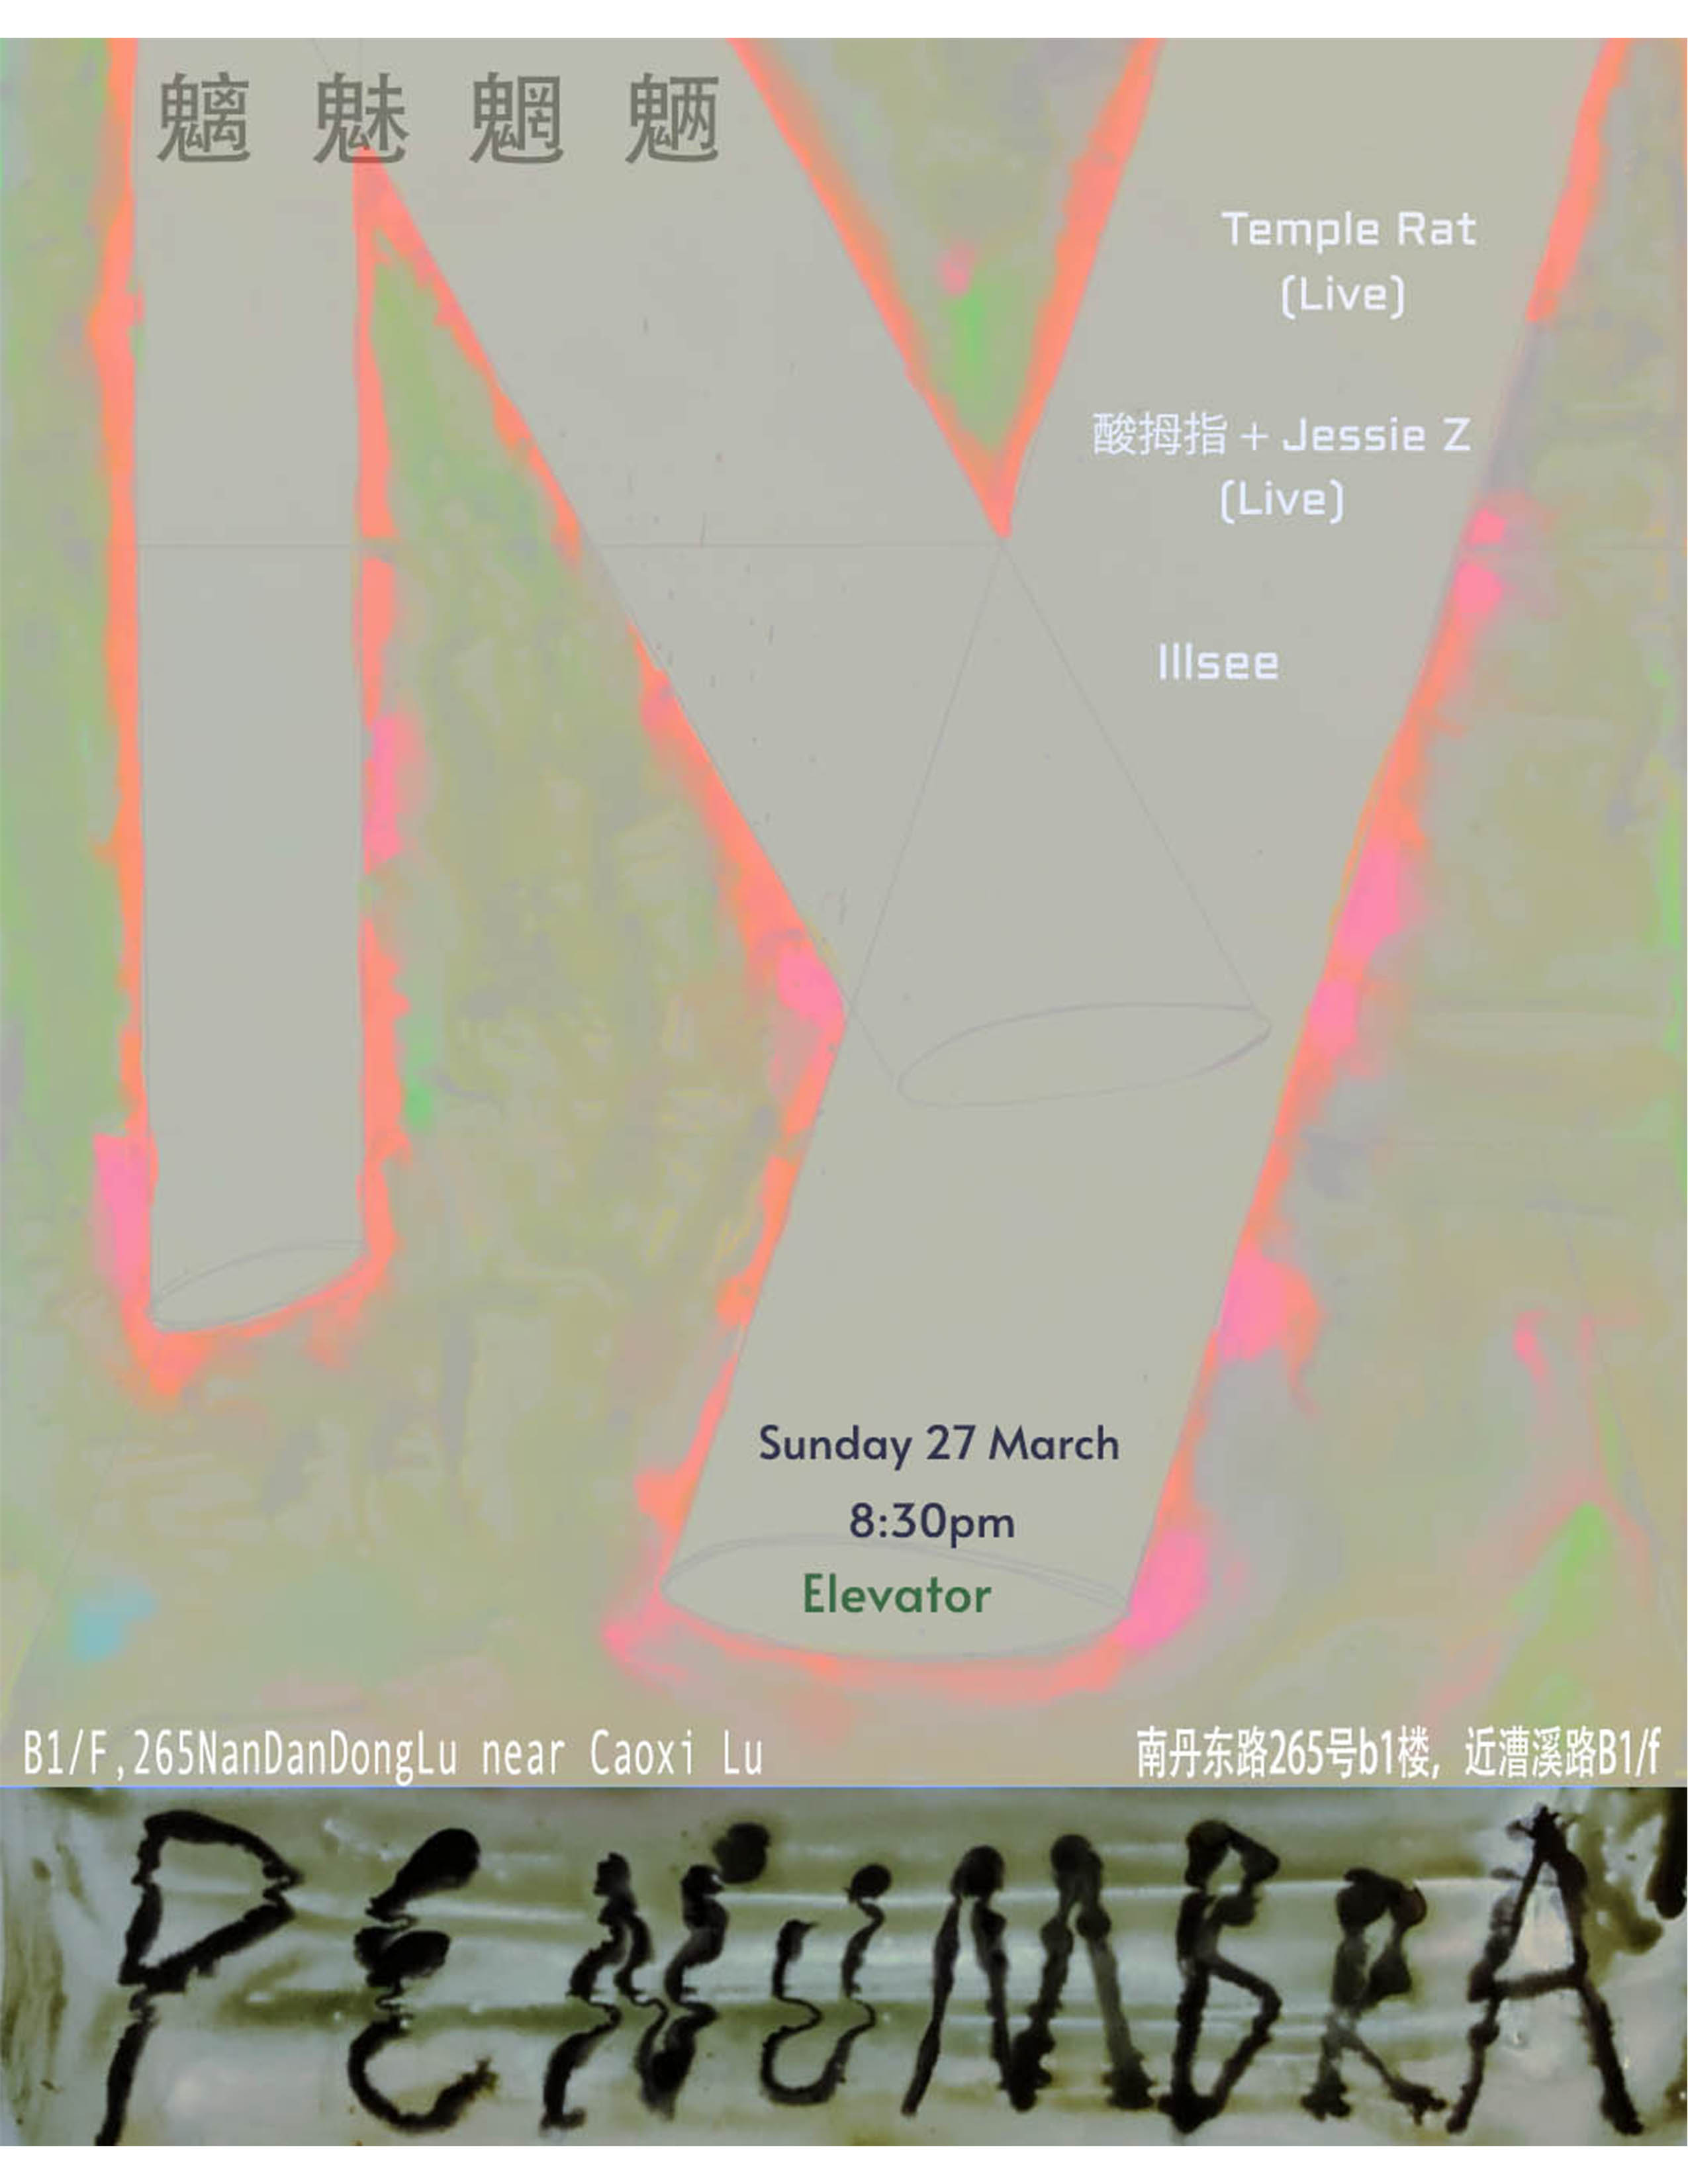 魑 魅 魍 魉
Temple Rat
(Live)
酸拇指 + Jessie Z
(Live)
Illsee
Sunday 27 March
8:30pm
Elevator
B1/F,265NanDanDongLu near Caoxi Lu
南丹东路265号b1楼，近漕溪路B1/f
PENUMBRA